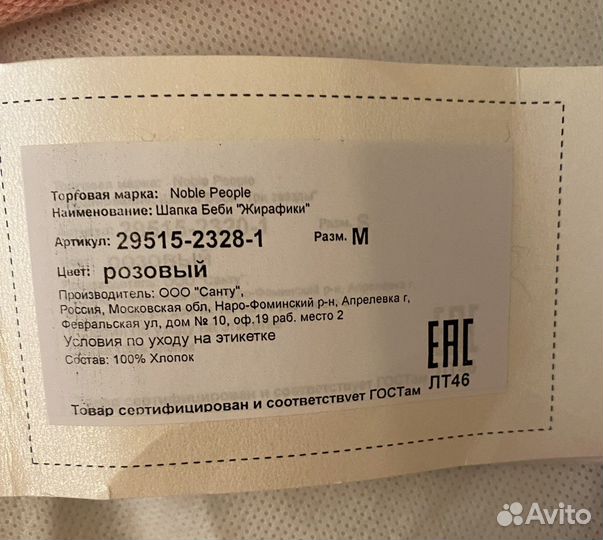 Торговая марка: Noble People
Наименование: Шапка Беби "Жирафики"
Артикул: 29515-2328-1 Разм. М
Цвет: розовый
Производитель: ООО "Санту",
Россия, Московская обл, Наро-Фоминский р-н, Апрелевка г,
Февральская ул, дом № 10, оф.19 раб. место 2
Условия по уходу на этикетке
Состав: 100% Хлопок
EAC
ЛТ46
Товар сертифицирован и соответствует ГОСТам
Avito